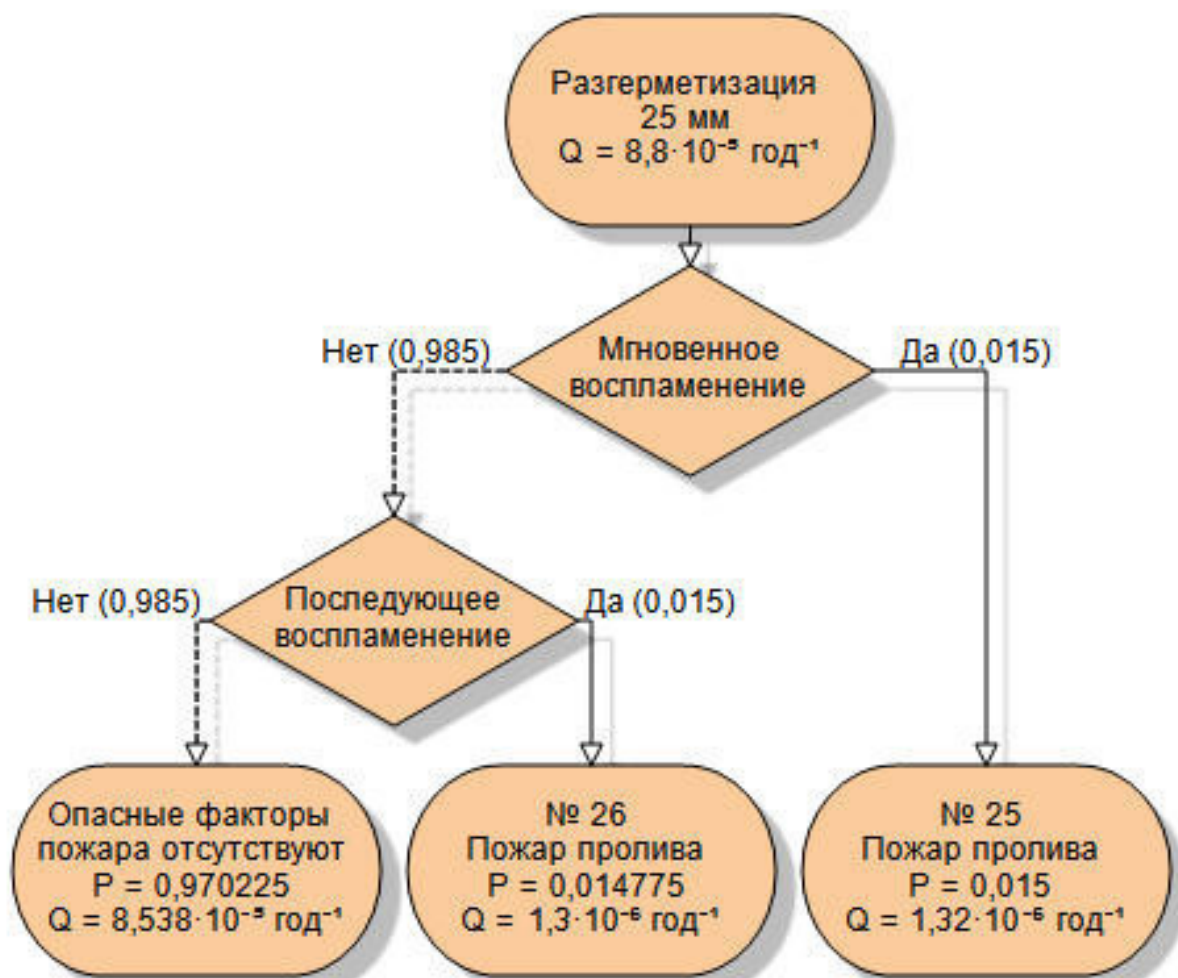 Разгерметизация
25 мм
Q = 8,8·10⁻⁵ год⁻¹
Нет (0,985)
Мгновенное
воспламенение
Да (0,015)
Нет (0,985)
Последующее
воспламенение
Да (0,015)
Опасные факторы
пожара отсутствуют
P = 0,970225
Q = 8,538·10⁻⁵ год⁻¹
№ 26
Пожар пролива
P = 0,014775
Q = 1,3·10⁻⁶ год⁻¹
№ 25
Пожар пролива
P = 0,015
Q = 1,32·10⁻⁶ год⁻¹